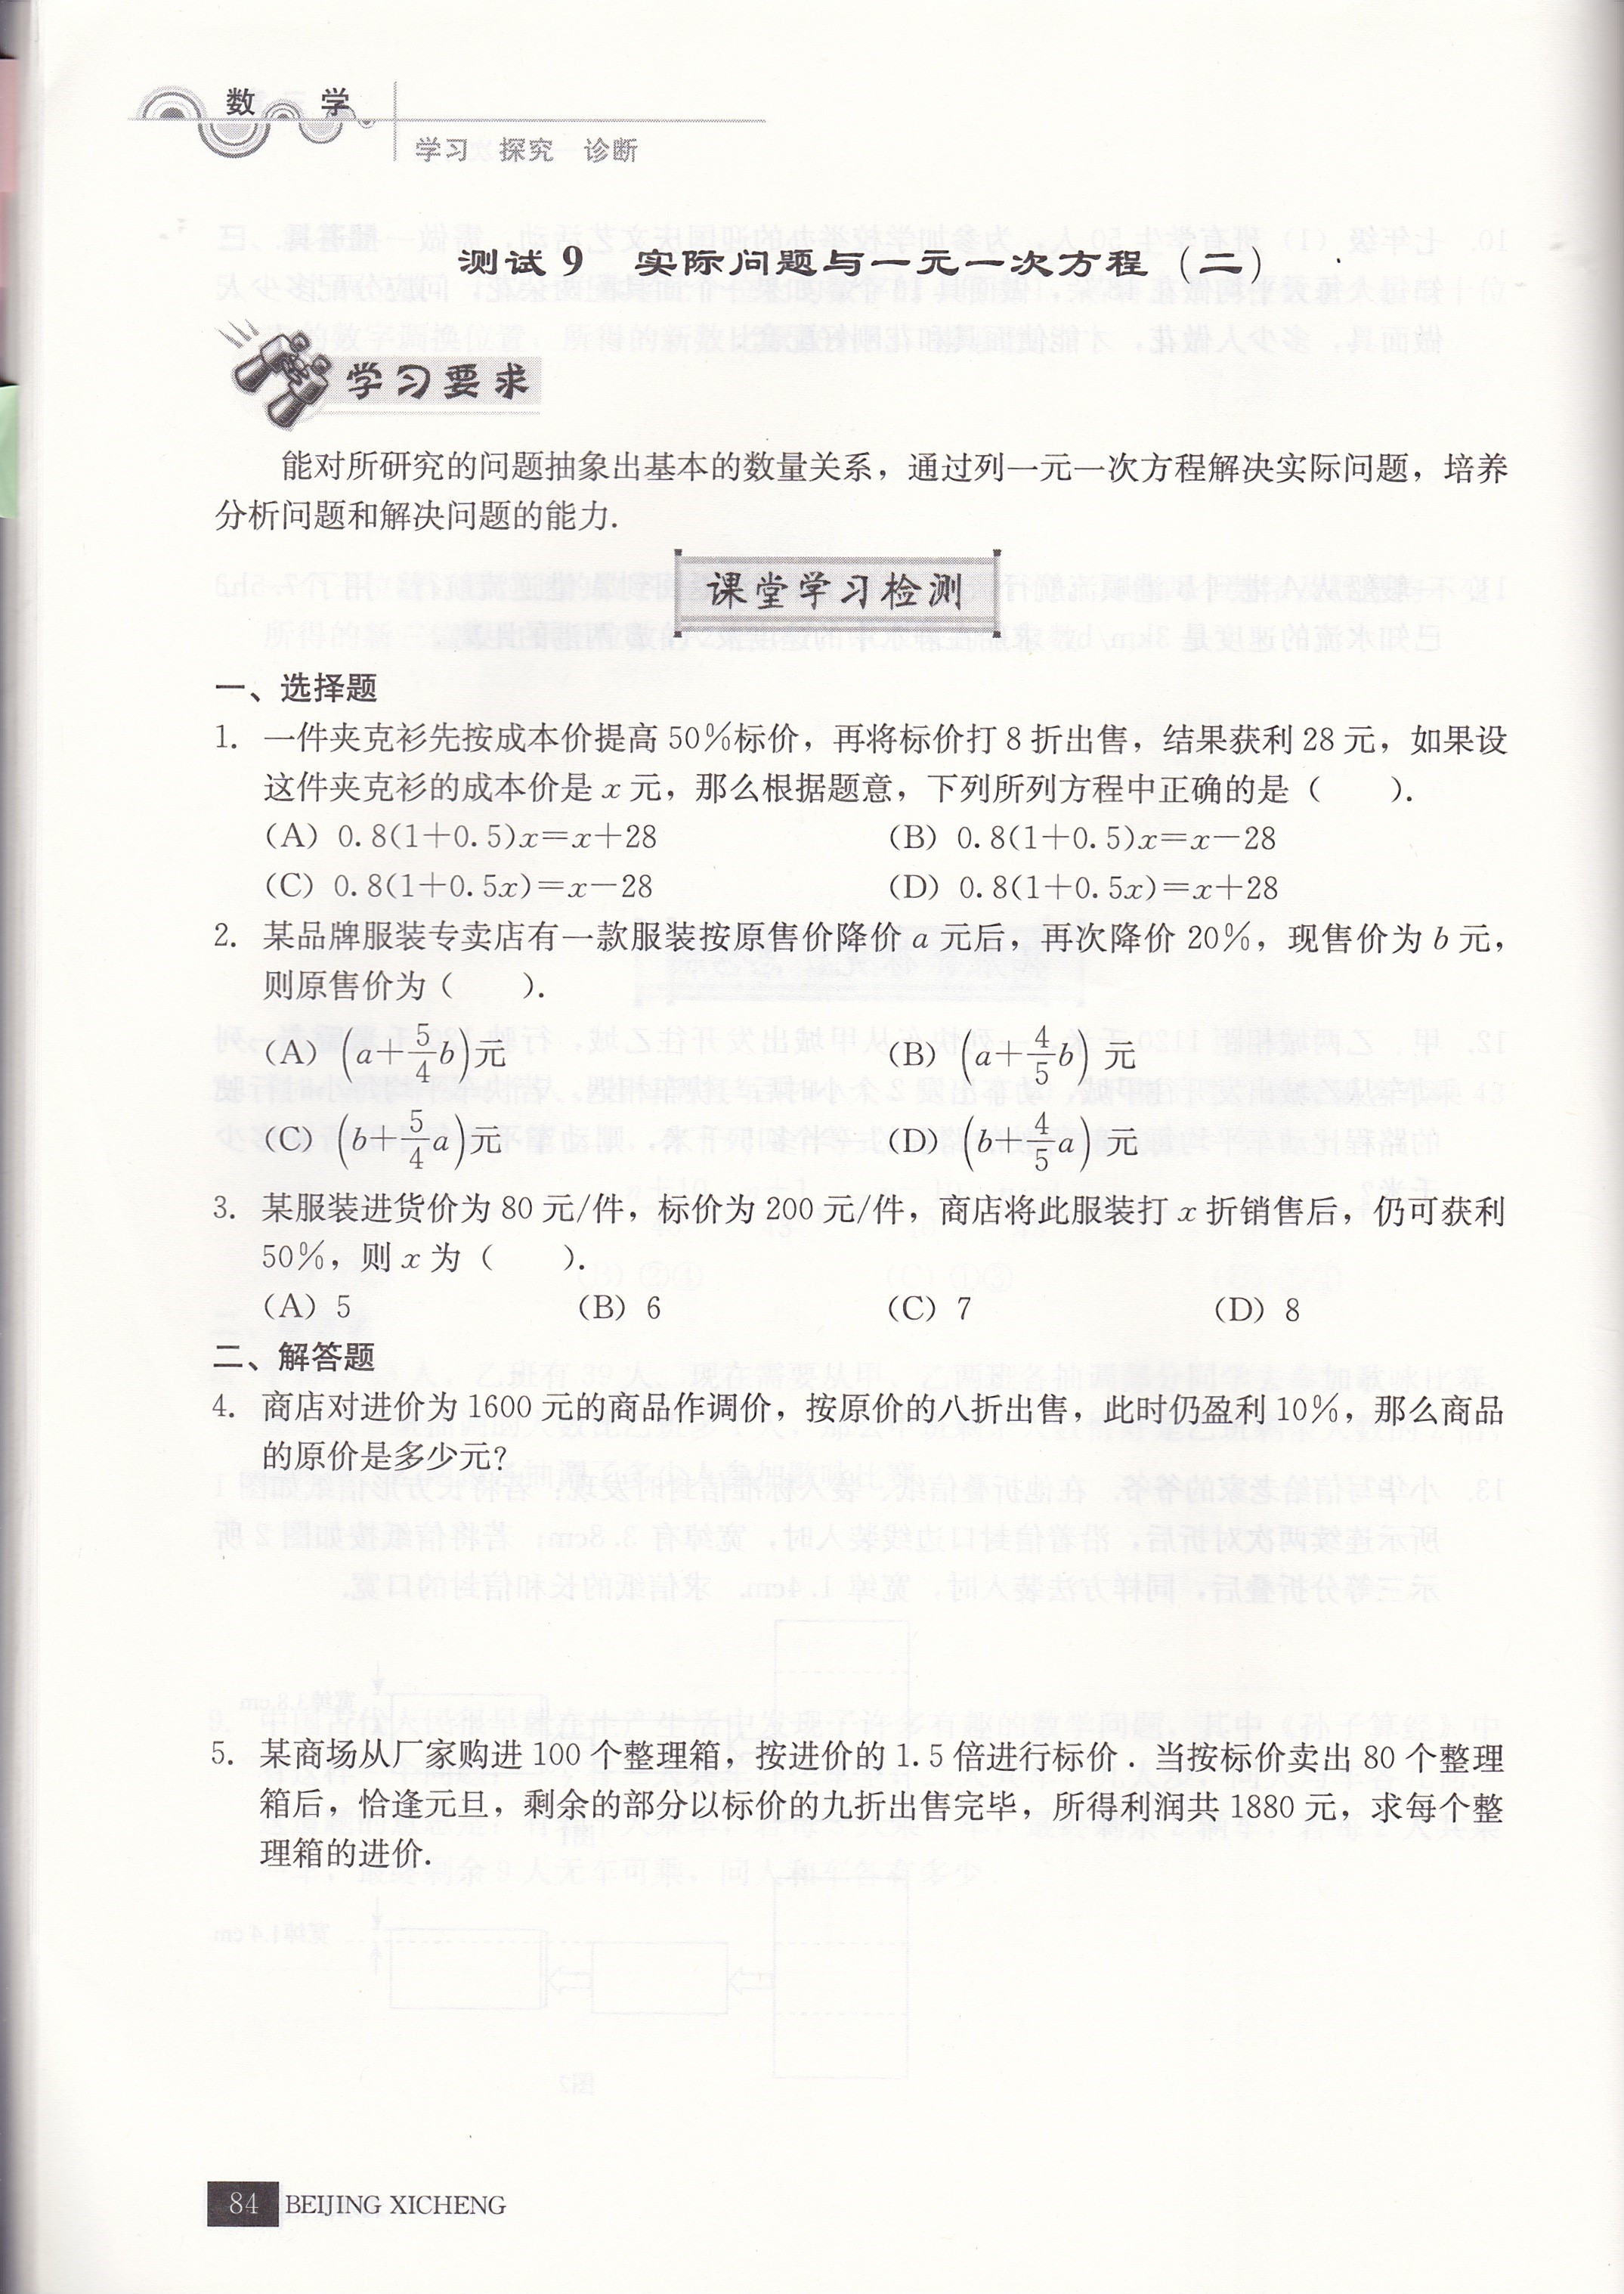 数 学
学习 探究 诊断
测试9 实际问题与一元一次方程（二）
学习要求
能对所研究的问题抽象出基本的数量关系，通过列一元一次方程解决实际问题，培养
分析问题和解决问题的能力.
课堂学习检测
一、选择题
1. 一件夹克衫先按成本价提高50%标价，再将标价打8折出售，结果获利28元，如果设
这件夹克衫的成本价是x元，那么根据题意，下列所列方程中正确的是（ ）.
(A) 0.8(1+0.5)x=x+28 (B) 0.8(1+0.5)x=x-28
(C) 0.8(1+0.5x)=x-28 (D) 0.8(1+0.5x)=x+28
2. 某品牌服装专卖店有一款服装按原售价降价a元后，再次降价20%，现售价为b元，
则原售价为（ ）.
(A) (a+5/4b)元 (B) (a+4/5b)元
(C) (b+5/4a)元 (D) (b+4/5a)元
3. 某服装进货价为80元/件，标价为200元/件，商店将此服装打x折销售后，仍可获利
50%，则x为（ ）.
(A) 5 (B) 6 (C) 7 (D) 8
二、解答题
4. 商店对进价为1600元的商品作调价，按原价的八折出售，此时仍盈利10%，那么商品
的原价是多少元?
5. 某商场从厂家购进100个整理箱，按进价的1.5倍进行标价．当按标价卖出80个整理
箱后，恰逢元旦，剩余的部分以标价的九折出售完毕，所得利润共1880元，求每个整
理箱的进价.
84 BEIJING XICHENG